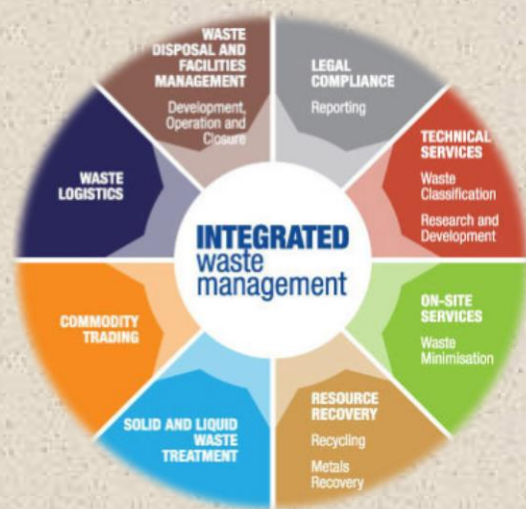 WASTE
DISPOSAL AND
FACILITIES
MANAGEMENT
Development,
Operation and
Closure
LEGAL
COMPLIANCE
Reporting
TECHNICAL
SERVICES
Waste
Classification
Research and
Development
ON-SITE
SERVICES
Waste
Minimisation
RESOURCE
RECOVERY
Recycling
Metals
Recovery
SOLID AND LIQUID
WASTE
TREATMENT
COMMODITY
TRADING
WASTE
LOGISTICS
INTEGRATED
waste
management